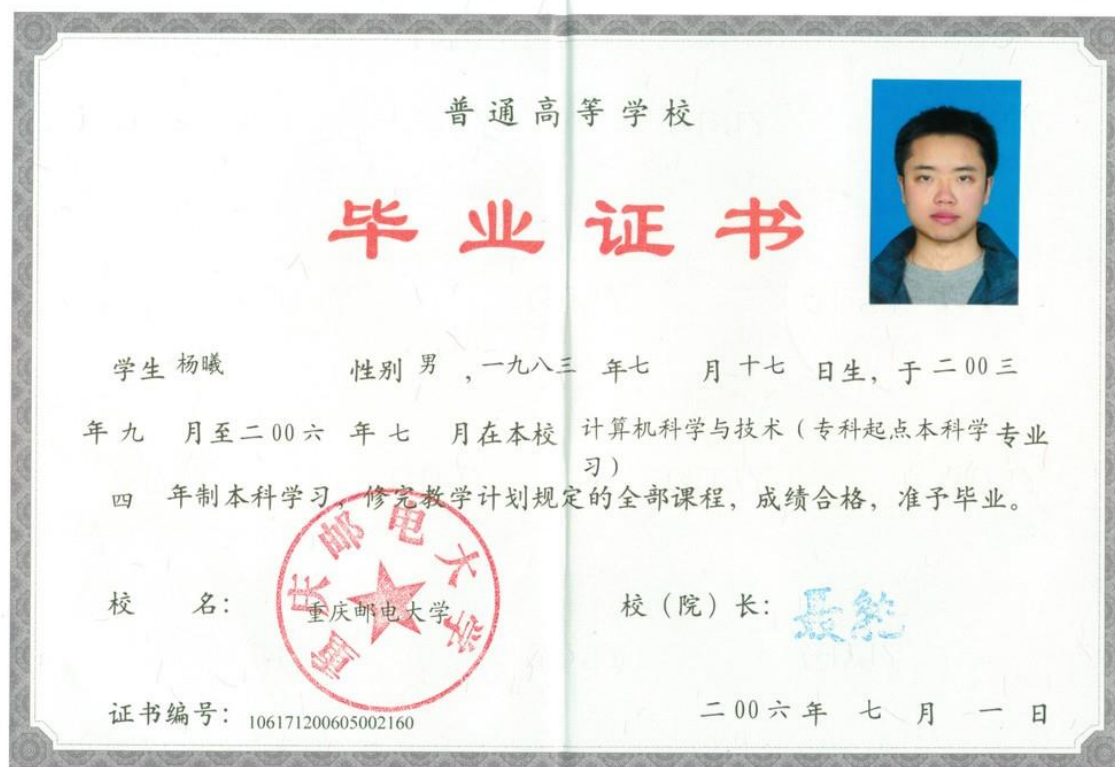 普通高等学校
毕业证书
学生 杨曦 性别 男 ,一九八三 年七 月 十七 日生，于 二00三
年 九 月至二00六 年 七 月在本校 计算机科学与技术（专科起点本科学 专业
习）
四 年制本科学习，修完教学计划规定的全部课程，成绩合格，准予毕业。
重庆邮电大学
校 名： 重庆邮电大学 校（院）长：
证书编号：106171200605002160 二00六 年 七 月 一 日